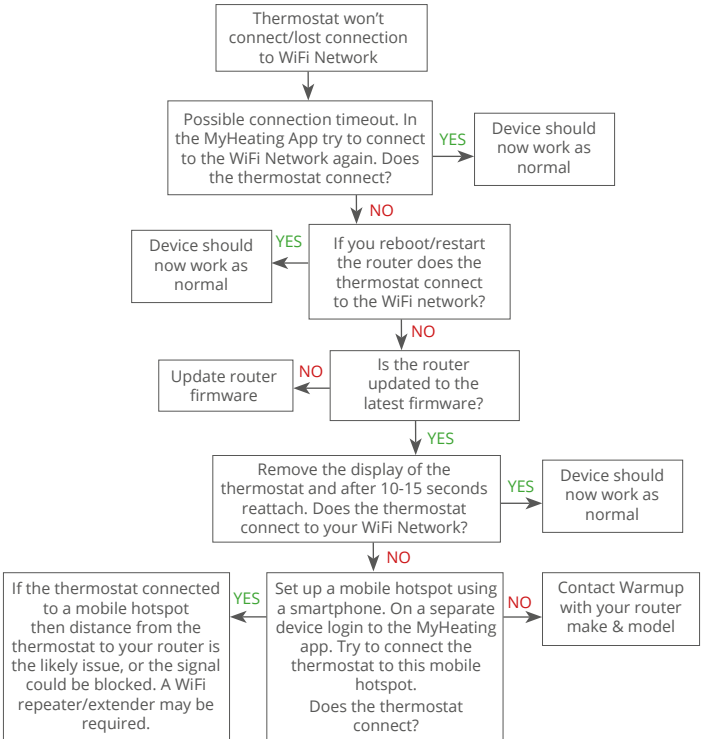 Thermostat won't
connect/lost connection
to WiFi Network
Possible connection timeout. In
the MyHeating App try to connect
to the WiFi Network again. Does
the thermostat connect?
YES
Device should
now work as
normal
NO
If you reboot/restart
the router does the
thermostat connect
to the WiFi network?
YES
Device should
now work as
normal
NO
Is the router
updated to the
latest firmware?
NO
Update router
firmware
YES
Remove the display of the
thermostat and after 10-15 seconds
reattach. Does the thermostat
connect to your WiFi Network?
YES
Device should
now work as
normal
NO
Set up a mobile hotspot using
a smartphone. On a separate
device login to the MyHeating
app. Try to connect the
thermostat to this mobile
hotspot.
Does the thermostat
connect?
YES
If the thermostat connected
to a mobile hotspot
then distance from the
thermostat to your router is
the likely issue, or the signal
could be blocked. A WiFi
repeater/extender may be
required.
NO
Contact Warmup
with your router
make & model